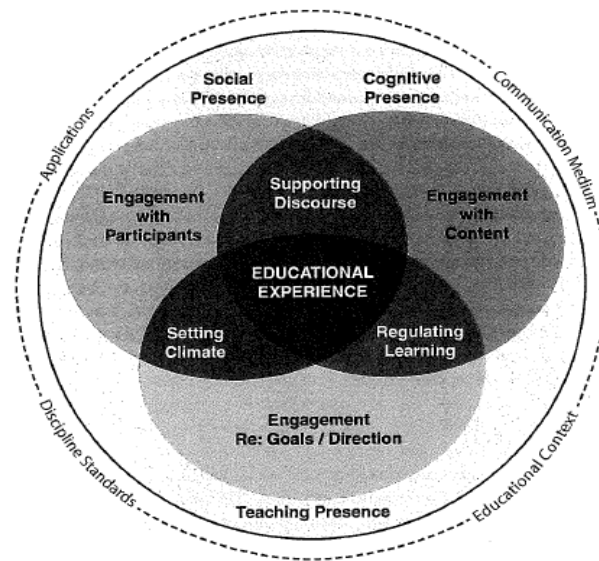 Social
Presence
Cognitive
Presence
Applications
Communication Medium
Engagement
with
Participants
Supporting
Discourse
Engagement
with
Content
EDUCATIONAL
EXPERIENCE
Setting
Climate
Regulating
Learning
Engagement
Re: Goals / Direction
Discipline Standards
Educational Context
Teaching Presence